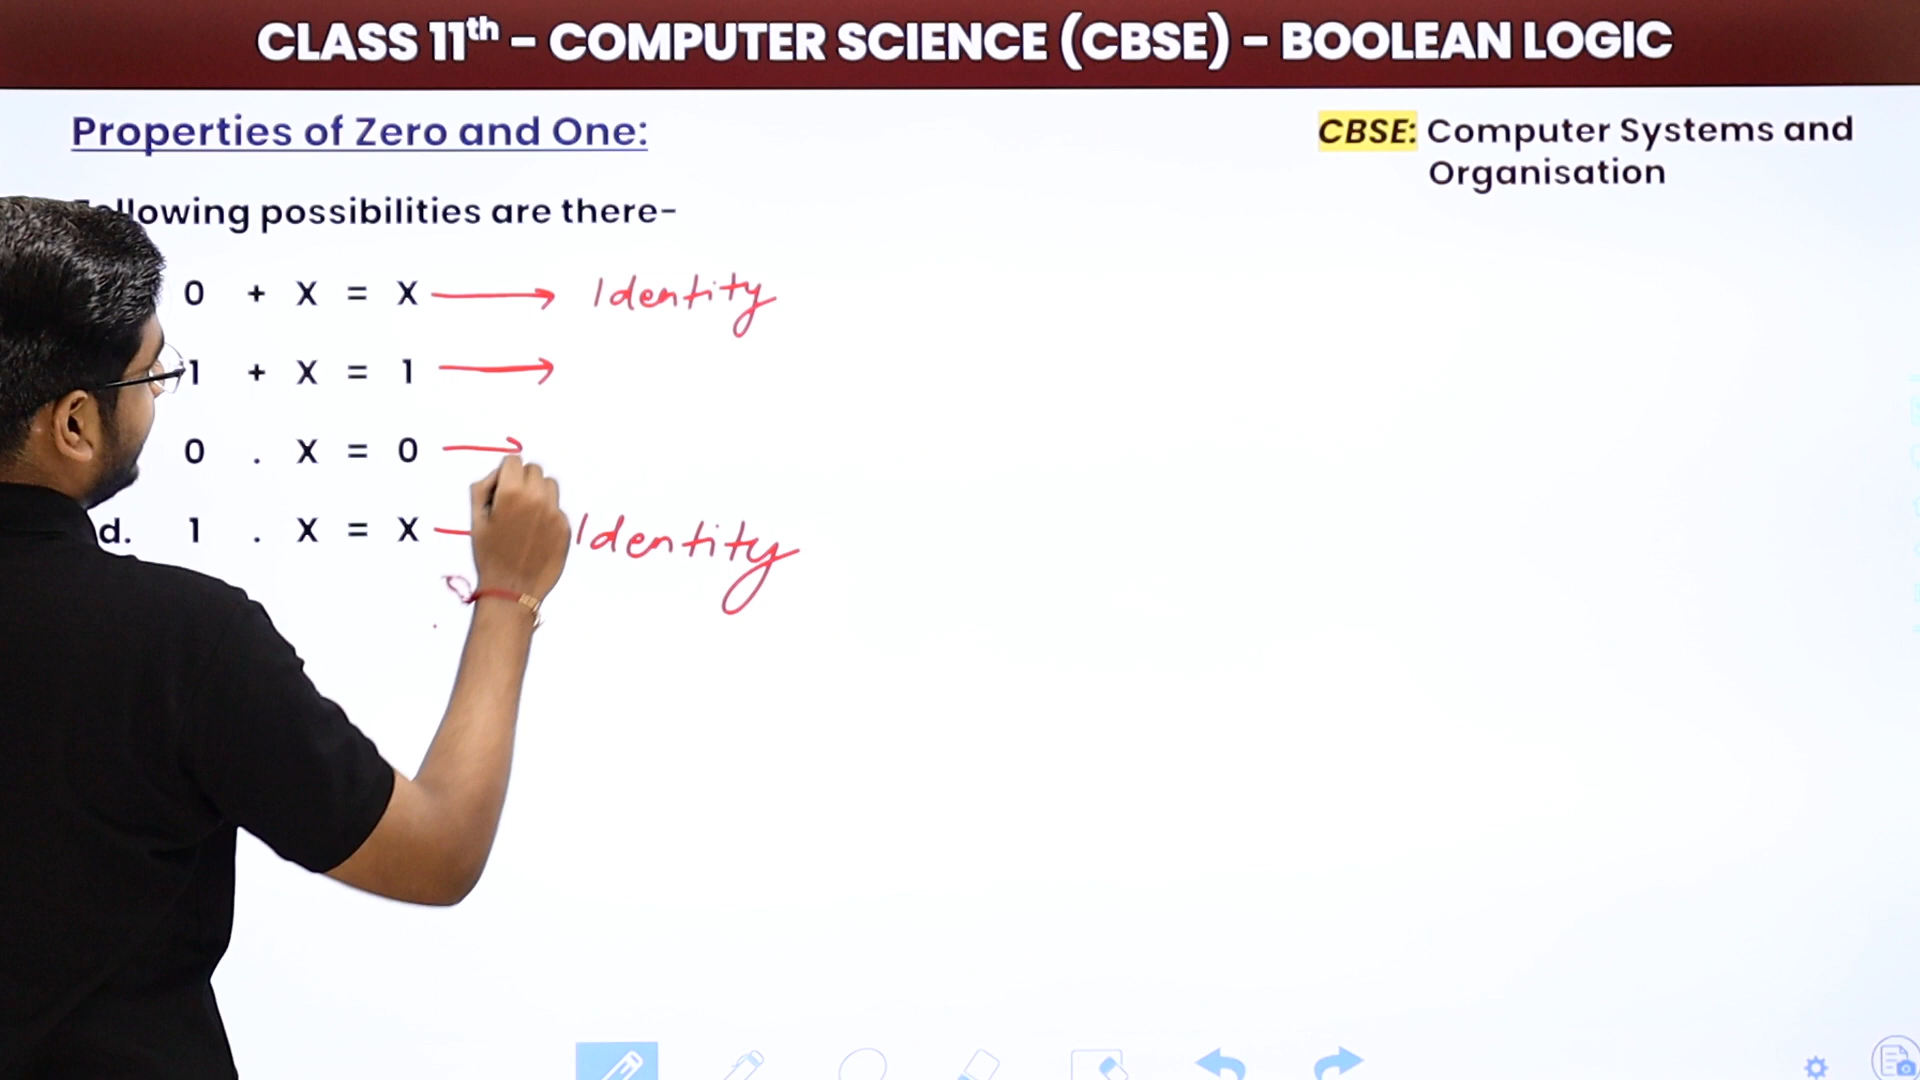 CLASS 11th - COMPUTER SCIENCE (CBSE) - BOOLEAN LOGIC
Properties of Zero and One:
CBSE: Computer Systems and
Organisation
Following possibilities are there-
0 + X = X → Identity
1 + X = 1 →
0 . X = 0 →
d. 1 . X = X Identity